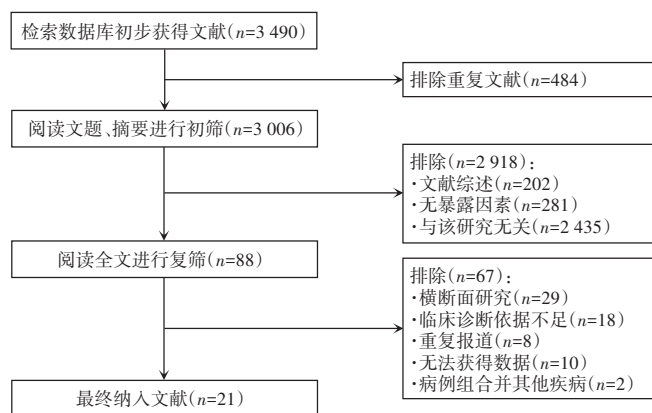 检索数据库初步获得文献(n=3 490)
排除重复文献(n=484)
阅读文题、摘要进行初筛(n=3 006)
排除(n=2 918)：
·文献综述(n=202)
·无暴露因素(n=281)
·与该研究无关(n=2 435)
阅读全文进行复筛(n=88)
排除(n=67)：
·横断面研究(n=29)
·临床诊断依据不足(n=18)
·重复报道(n=8)
·无法获得数据(n=10)
·病例组合并其他疾病(n=2)
最终纳入文献(n=21)